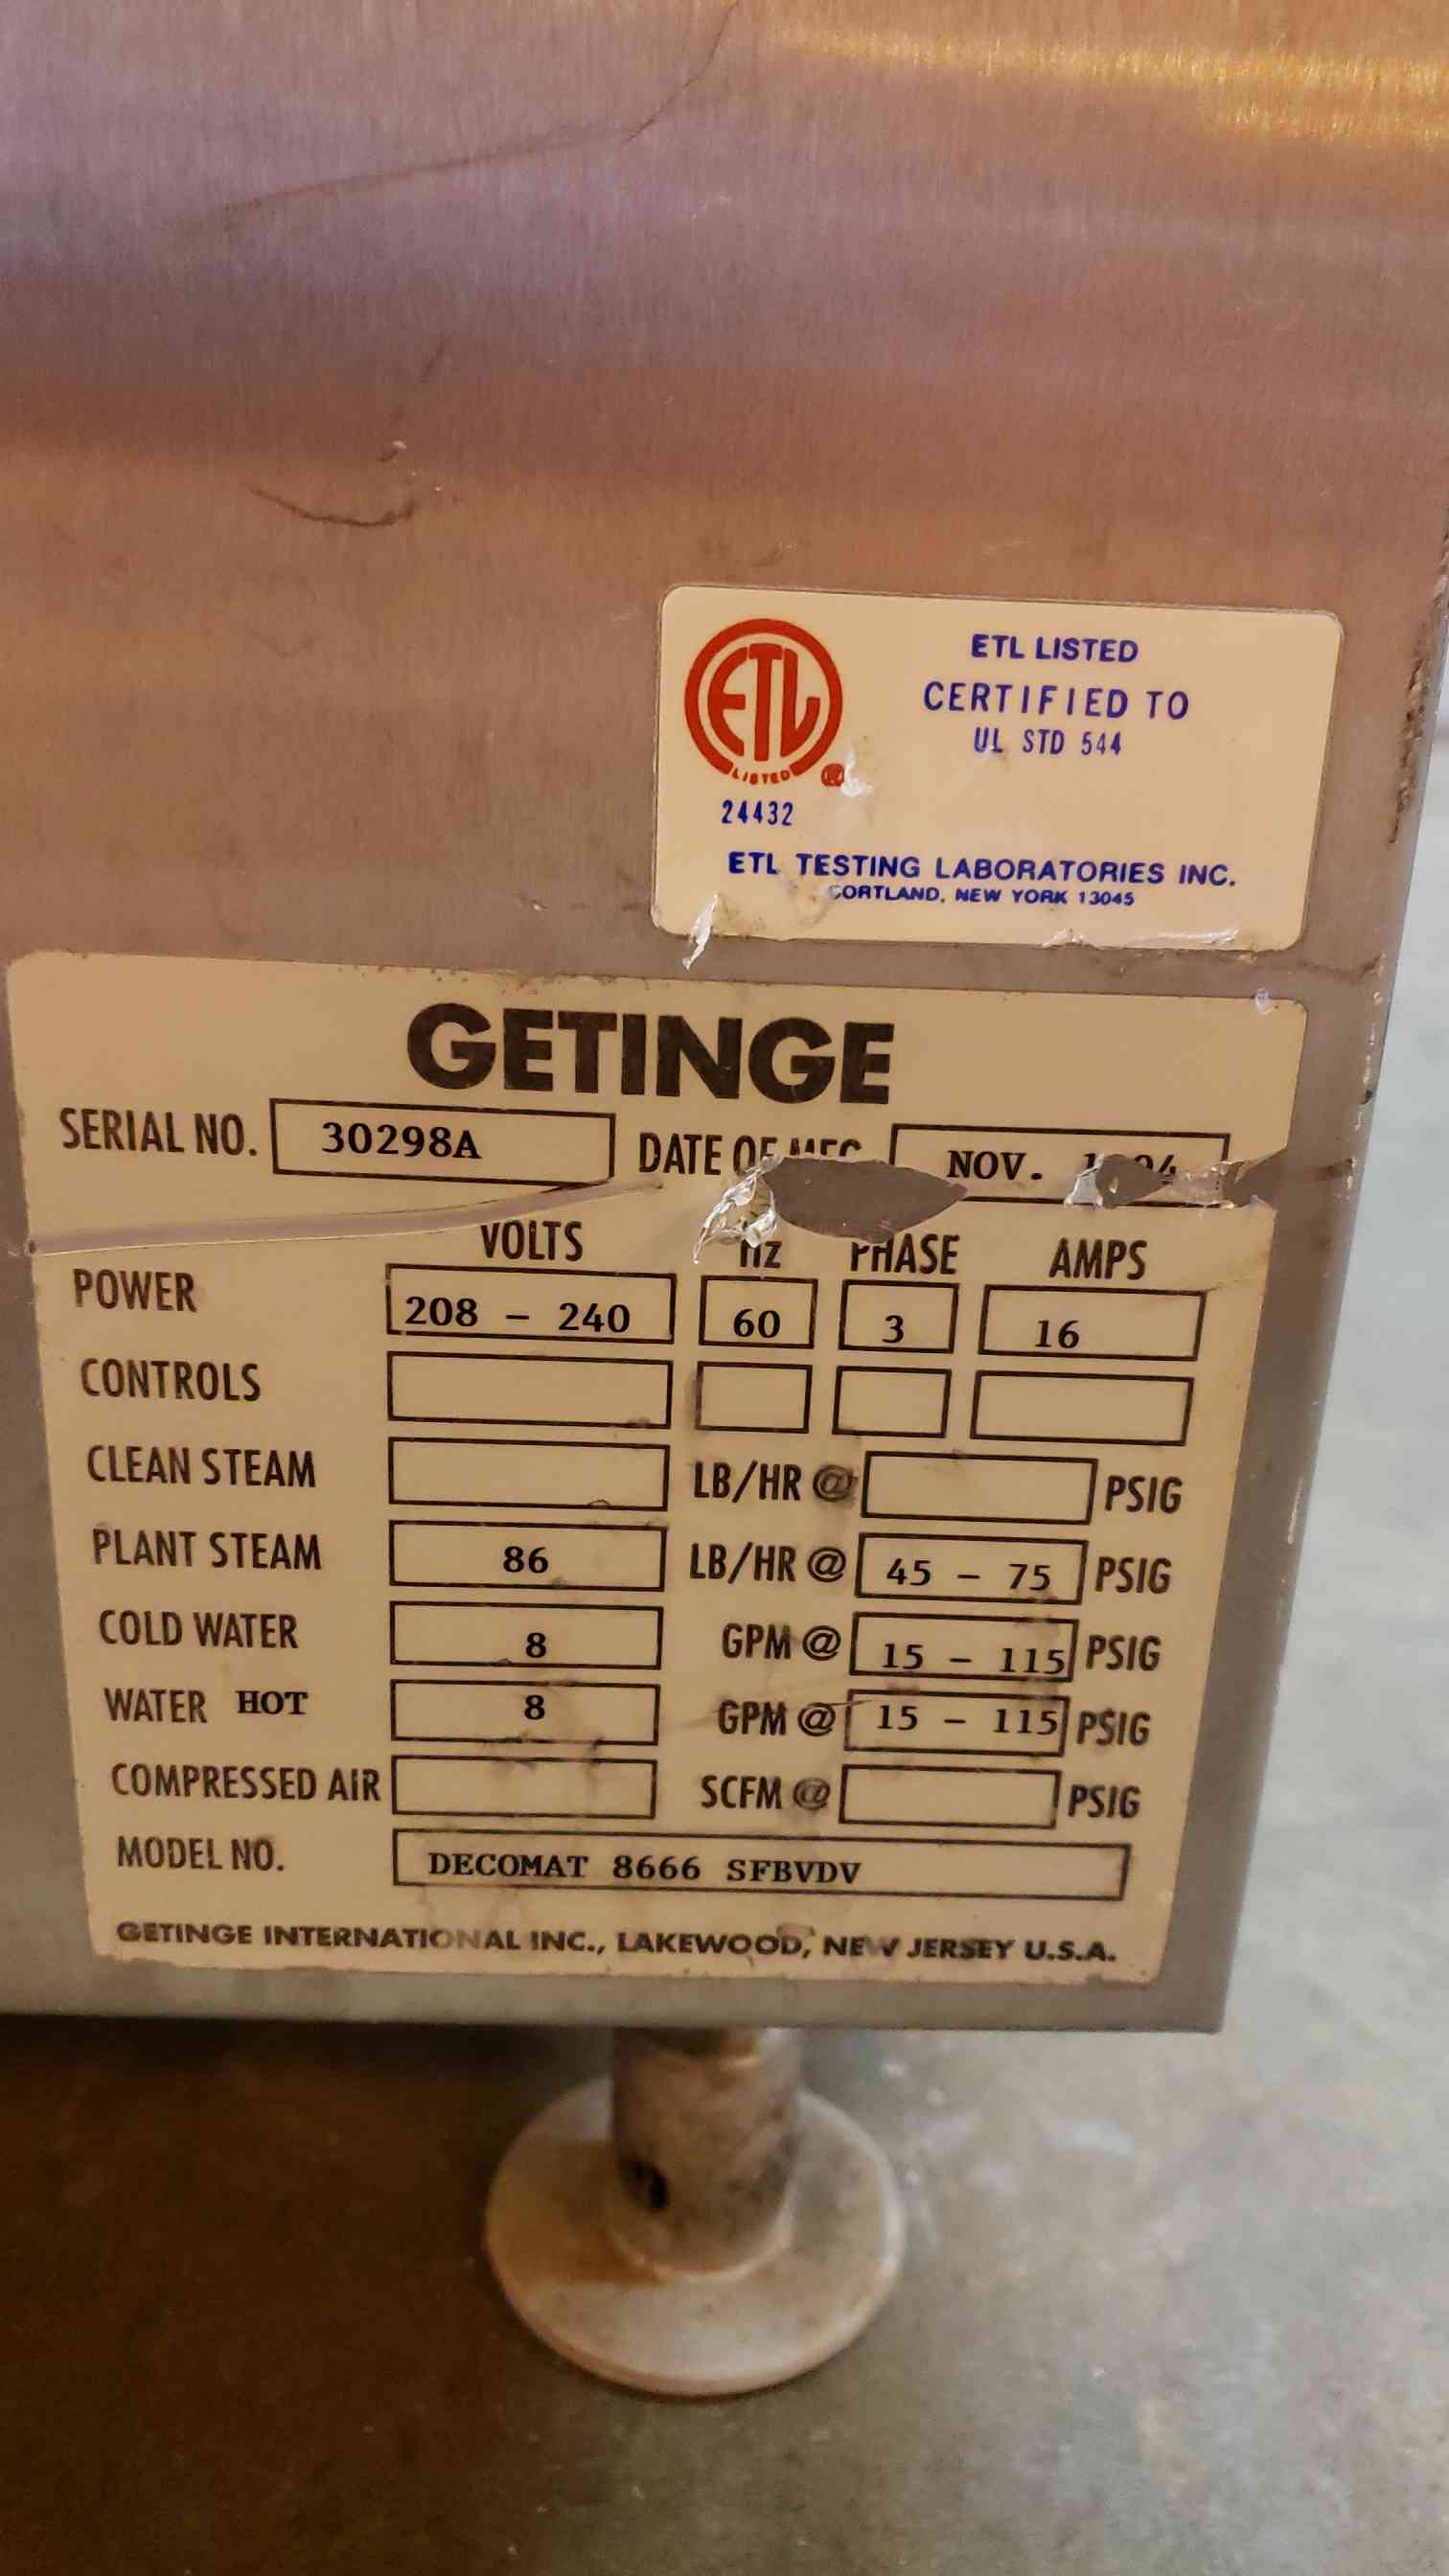 ETL
LISTED
®
24432
ETL LISTED
CERTIFIED TO
UL STD 544
ETL TESTING LABORATORIES INC.
CORTLAND, NEW YORK 13045
GETINGE
SERIAL NO. 30298A DATE OF NOV.
VOLTS Hz PHASE AMPS
POWER 208 - 240 60 3 16
CONTROLS
CLEAN STEAM LB/HR @ PSIG
PLANT STEAM 86 LB/HR @ 45 - 75 PSIG
COLD WATER 8 GPM @ 15 - 115 PSIG
WATER HOT 8 GPM @ 15 - 115 PSIG
COMPRESSED AIR SCFM @ PSIG
MODEL NO. DECOMAT 8666 SFBVDV
GETINGE INTERNATIONAL INC., LAKEWOOD, NEW JERSEY U.S.A.